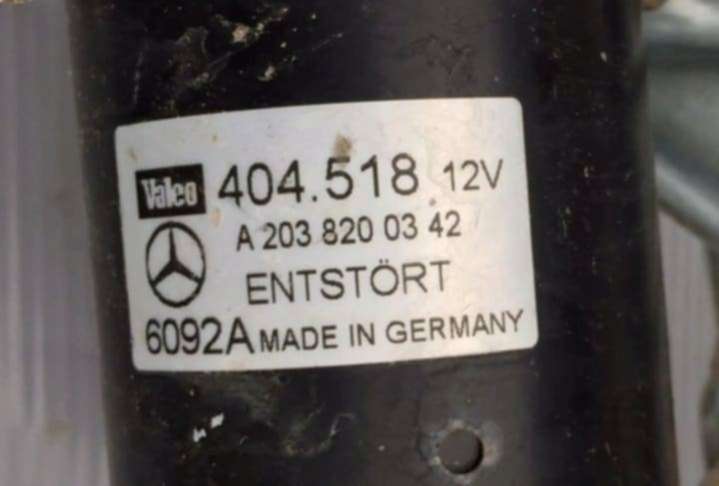 Valeo 404.518 12V
A 203 820 03 42
ENTSTÖRT
6092A MADE IN GERMANY